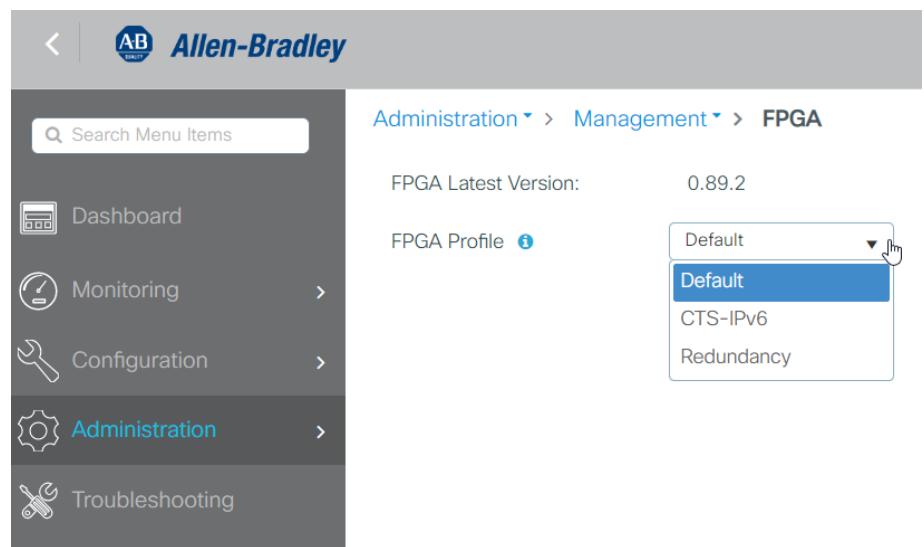 AB
QUALITY
Allen-Bradley
Search Menu Items
Dashboard
Monitoring
Configuration
Administration
Troubleshooting
Administration > Management > FPGA
FPGA Latest Version: 0.89.2
FPGA Profile Default
Default
CTS-IPv6
Redundancy